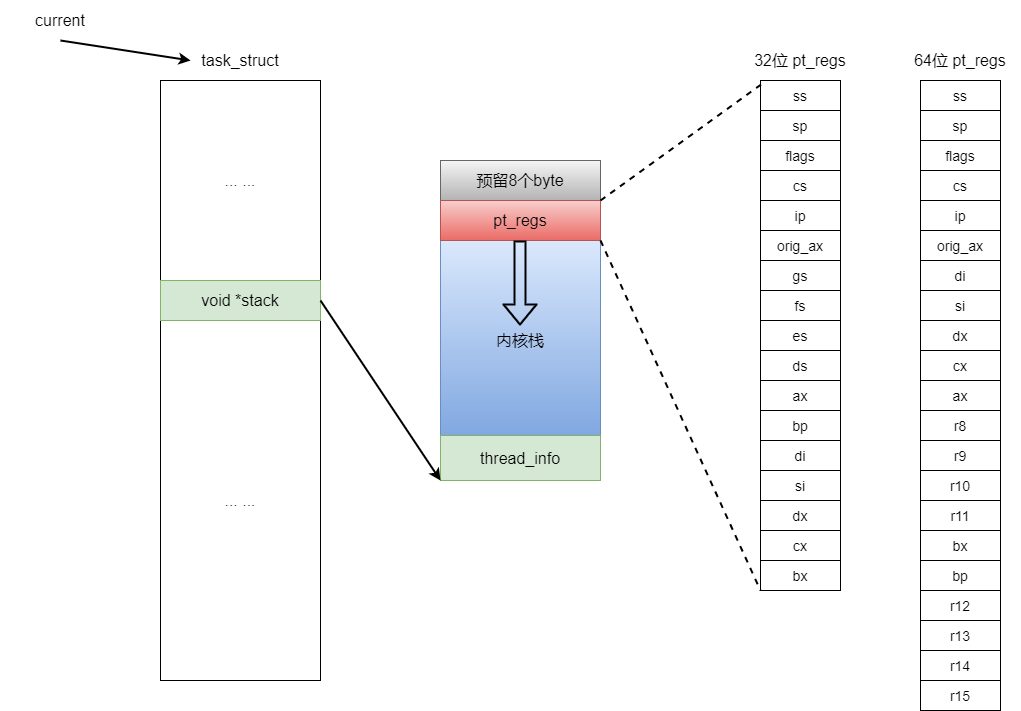 current
task_struct
... ...
void *stack
... ...
预留8个byte
pt_regs
内核栈
thread_info
32位 pt_regs
ss
sp
flags
cs
ip
orig_ax
gs
fs
es
ds
ax
bp
di
si
dx
cx
bx
64位 pt_regs
ss
sp
flags
cs
ip
orig_ax
di
si
dx
cx
ax
r8
r9
r10
r11
bx
bp
r12
r13
r14
r15